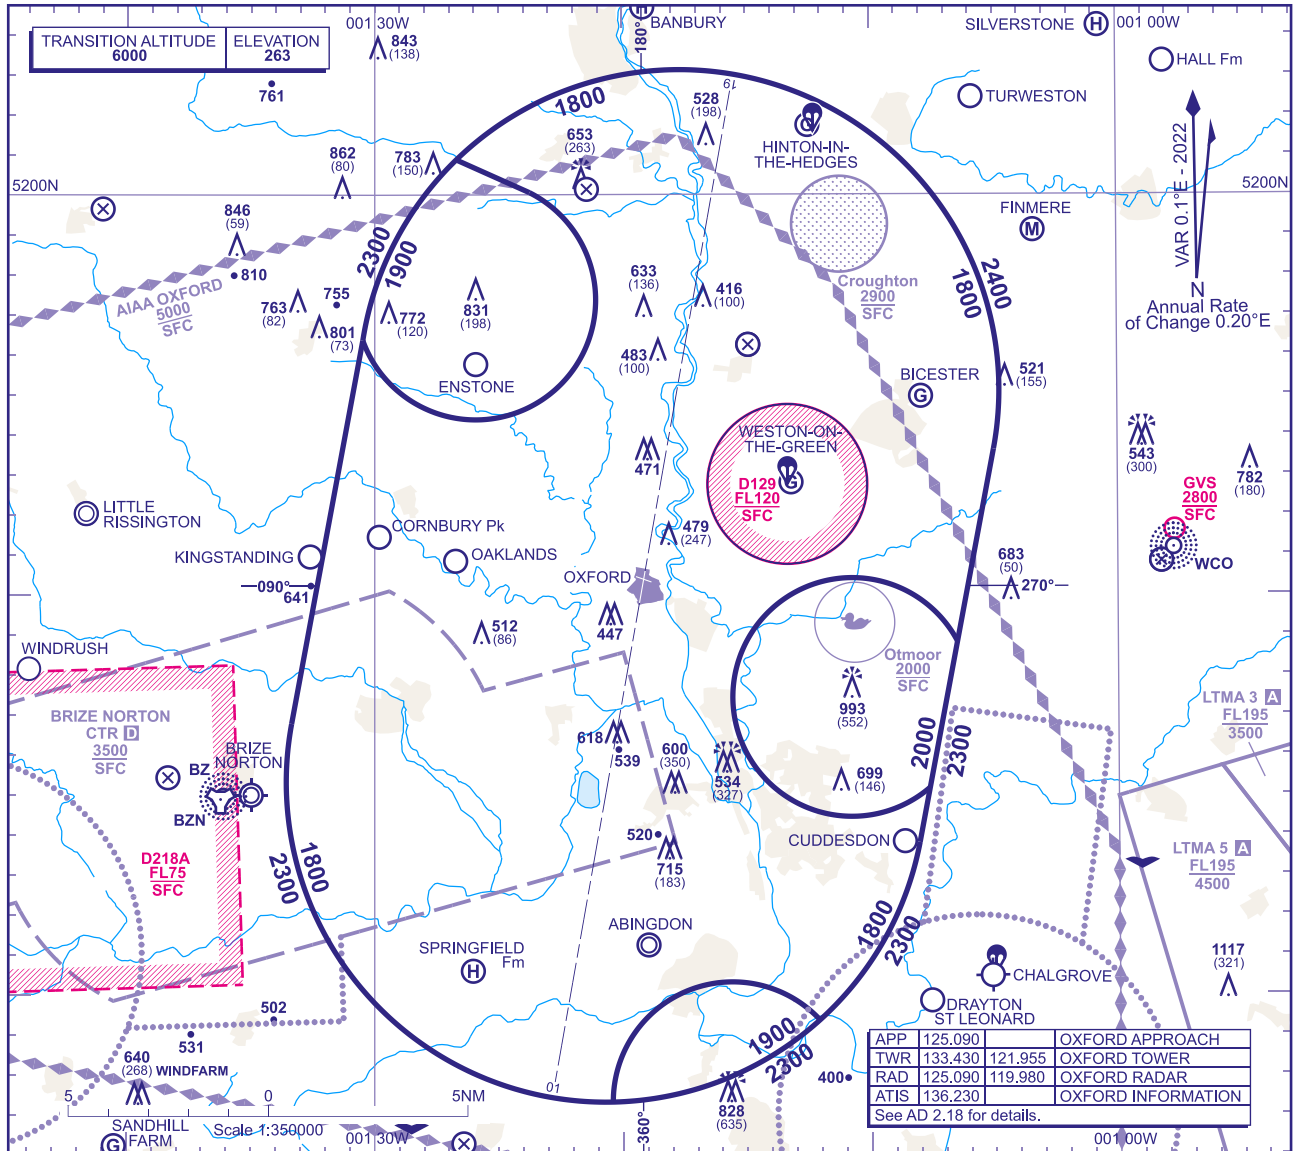 TRANSITION ALTITUDE
6000
ELEVATION
263
001 30W
843
(138)
761
BANBURY
H
180°
SILVERSTONE
H
001 00W
HALL Fm
TURWESTON
1800
528
(198)
19
HINTON-IN-
THE-HEDGES
G
653
(263)
862
(80)
783
(150)
5200N
5200N
VAR 0.1°E - 2022
N
Annual Rate
of Change 0.20°E
FINMERE
M
846
(59)
810
AIAA OXFORD
5000
SFC
2300
1900
763
(82)
755
801
(73)
772
(120)
831
(198)
ENSTONE
633
(136)
416
(100)
483
(100)
Croughton
2900
SFC
2400
1800
BICESTER
G
521
(155)
471
WESTON-ON-
THE-GREEN
G
D129
FL120
SFC
543
(300)
782
(180)
GVS
2800
SFC
WCO
LITTLE
RISSINGTON
CORNBURY Pk
KINGSTANDING
OAKLANDS
479
(247)
OXFORD
090°
641
683
(50)
270°
512
(86)
447
WINDRUSH
Otmoor
2000
SFC
993
(552)
BRIZE NORTON
CTR D
3500
SFC
BRIZE
NORTON
BZ
BZN
D218A
FL75
SFC
618
539
600
(350)
534
(327)
699
(146)
2000
2300
LTMA 3 A
FL195
3500
LTMA 5 A
FL195
4500
520
715
(183)
CUDDESDON
1800
2300
1800
2300
ABINGDON
SPRINGFIELD
Fm
H
CHALGROVE
DRAYTON
ST LEONARD
1117
(321)
502
531
640
(268)
WINDFARM
1900
2300
400
828
(635)
01
360°
5
0
5NM
Scale 1:350000
SANDHILL
FARM
G
001 30W
001 00W
APP 125.090 OXFORD APPROACH
TWR 133.430 121.955 OXFORD TOWER
RAD 125.090 119.980 OXFORD RADAR
ATIS 136.230 OXFORD INFORMATION
See AD 2.18 for details.